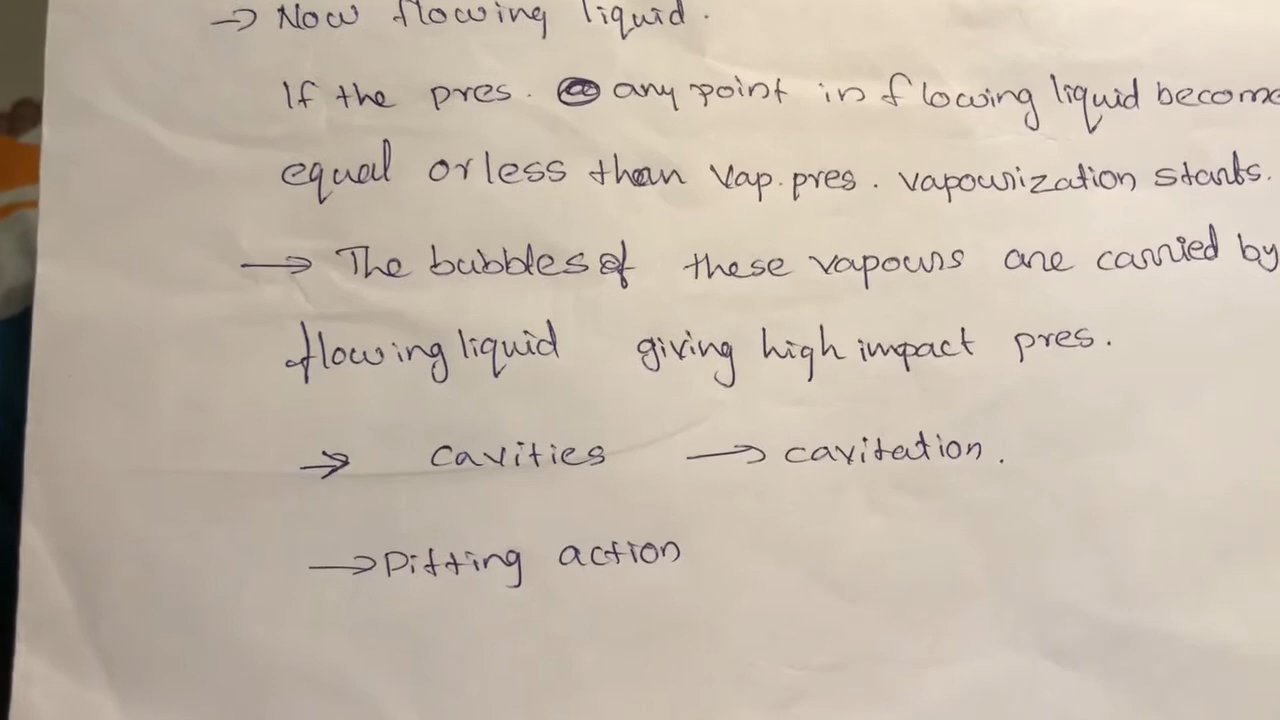 → Now flowing liquid.
If the pres. @ any point in flowing liquid become
equal or less than vap. pres. vapourization starts.
→ The bubbles of these vapours are carried by
flowing liquid giving high impact pres.
→ cavities → cavitation.
→ Pitting action